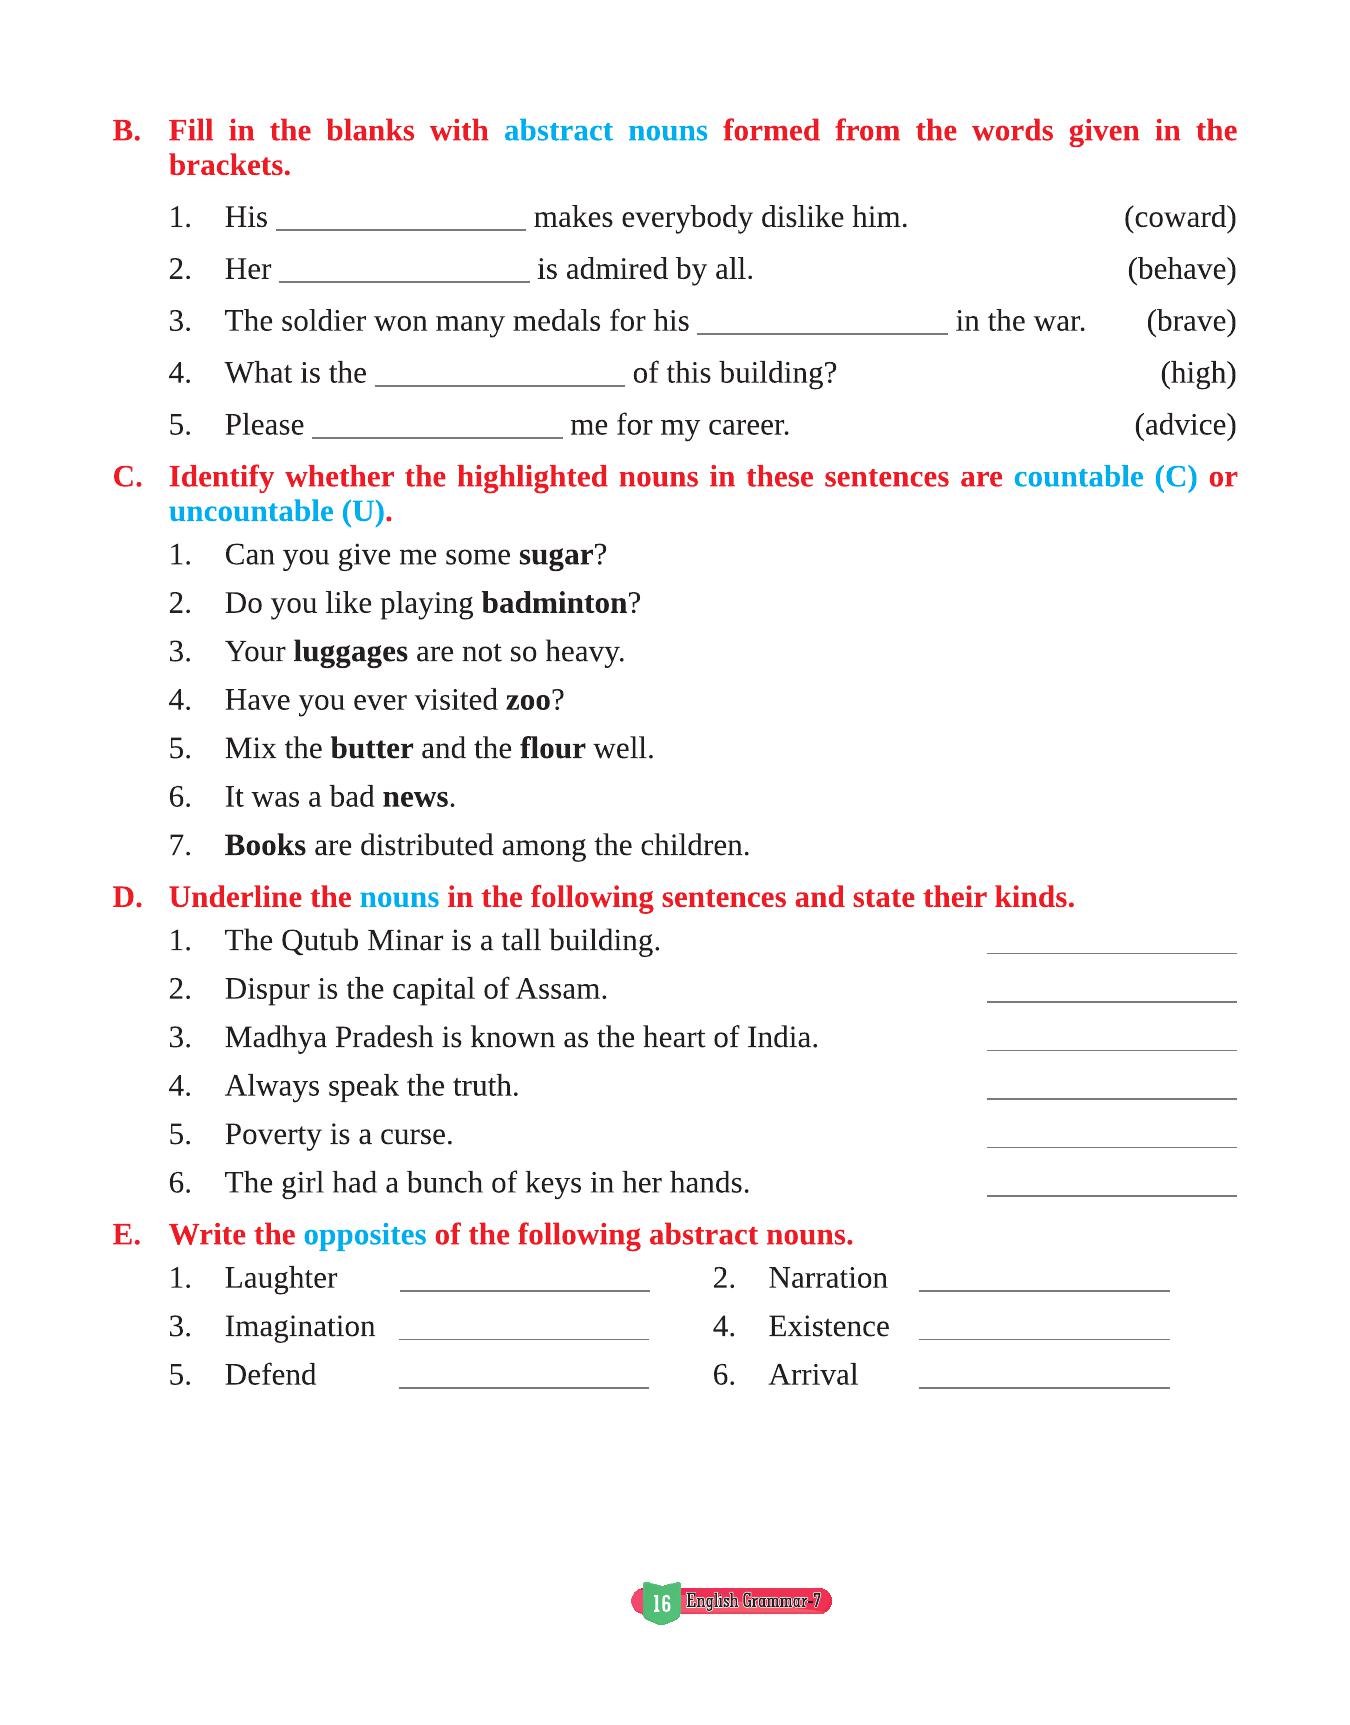 B. Fill in the blanks with abstract nouns formed from the words given in the
brackets.
1. His ________________ makes everybody dislike him. (coward)
2. Her ________________ is admired by all. (behave)
3. The soldier won many medals for his ________________ in the war. (brave)
4. What is the ________________ of this building? (high)
5. Please ________________ me for my career. (advice)
C. Identify whether the highlighted nouns in these sentences are countable (C) or
uncountable (U).
1. Can you give me some sugar?
2. Do you like playing badminton?
3. Your luggages are not so heavy.
4. Have you ever visited zoo?
5. Mix the butter and the flour well.
6. It was a bad news.
7. Books are distributed among the children.
D. Underline the nouns in the following sentences and state their kinds.
1. The Qutub Minar is a tall building. ________________
2. Dispur is the capital of Assam. ________________
3. Madhya Pradesh is known as the heart of India. ________________
4. Always speak the truth. ________________
5. Poverty is a curse. ________________
6. The girl had a bunch of keys in her hands. ________________
E. Write the opposites of the following abstract nouns.
1. Laughter ________________ 2. Narration ________________
3. Imagination ________________ 4. Existence ________________
5. Defend ________________ 6. Arrival ________________
16 English Grammar-7